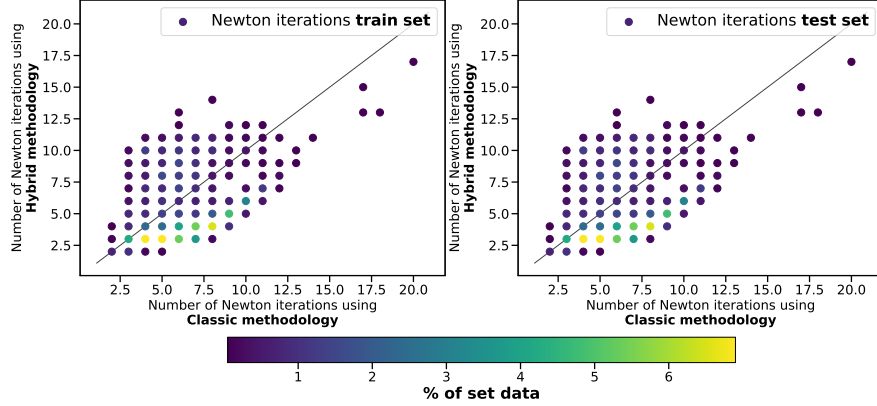 Newton iterations train set
20.0
17.5
15.0
12.5
10.0
7.5
5.0
2.5
Number of Newton iterations using
Hybrid methodology
2.5 5.0 7.5 10.0 12.5 15.0 17.5 20.0
Number of Newton iterations using
Classic methodology
Newton iterations test set
20.0
17.5
15.0
12.5
10.0
7.5
5.0
2.5
Number of Newton iterations using
Hybrid methodology
2.5 5.0 7.5 10.0 12.5 15.0 17.5 20.0
Number of Newton iterations using
Classic methodology
1 2 3 4 5 6
% of set data